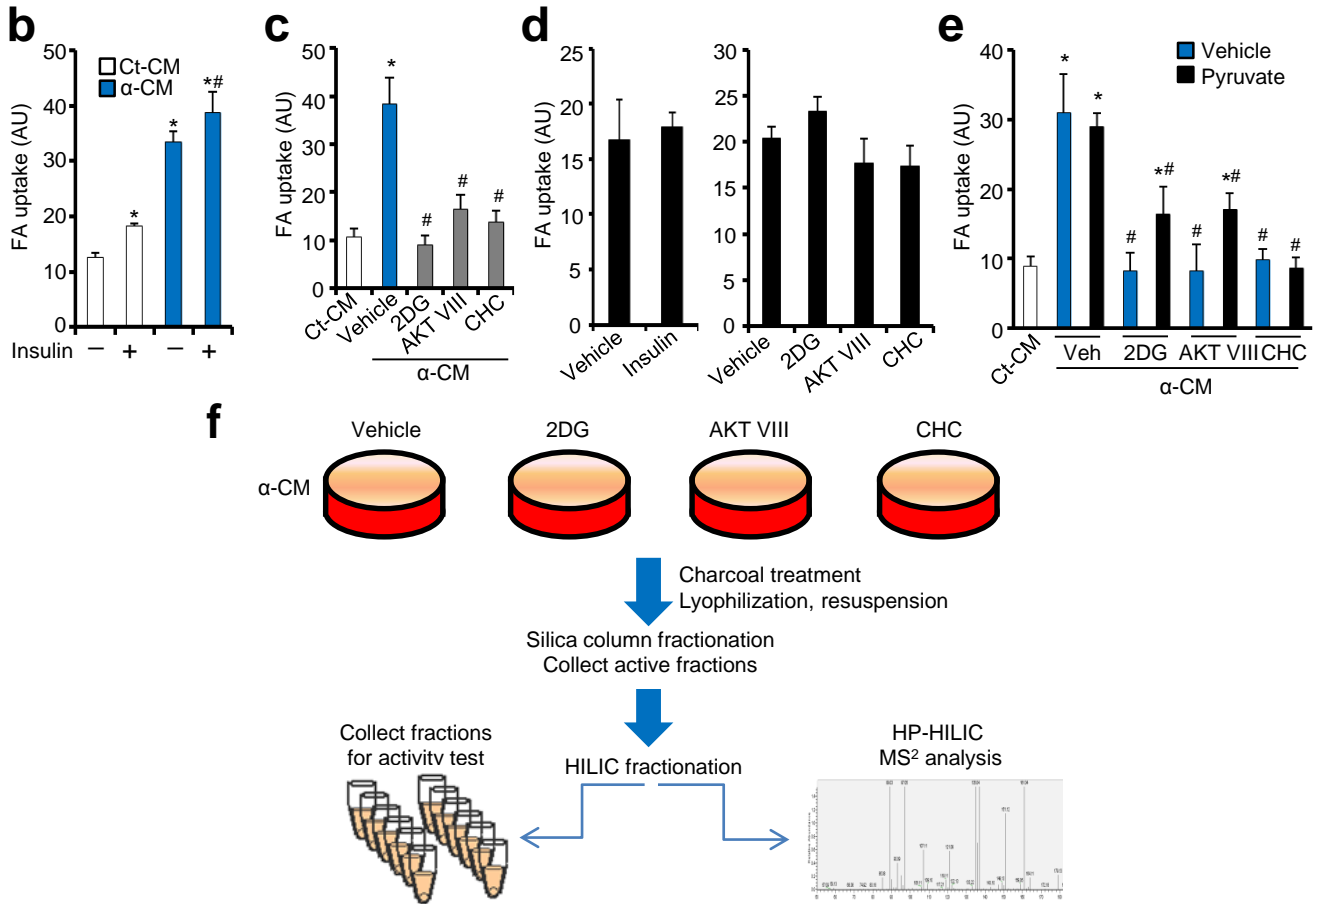 b
50
40
30
20
10
0
FA uptake (AU)
Ct-CM
α-CM
*
*
*#
Insulin
–
+
–
+
c
50
40
30
20
10
0
FA uptake (AU)
*
#
#
#
Ct-CM
Vehicle
2DG
AKT VIII
CHC
α-CM
d
25
20
15
10
5
0
FA uptake (AU)
Vehicle
Insulin
30
25
20
15
10
5
0
Vehicle
2DG
AKT VIII
CHC
e
40
30
20
10
0
FA uptake (AU)
Vehicle
Pyruvate
*
*
#
*#
#
*#
#
#
Ct-CM
Veh
2DG
AKT VIII
CHC
α-CM
f
Vehicle
2DG
AKT VIII
CHC
α-CM
Charcoal treatment
Lyophilization, resuspension
Silica column fractionation
Collect active fractions
Collect fractions
for activity test
HILIC fractionation
HP-HILIC
MS² analysis